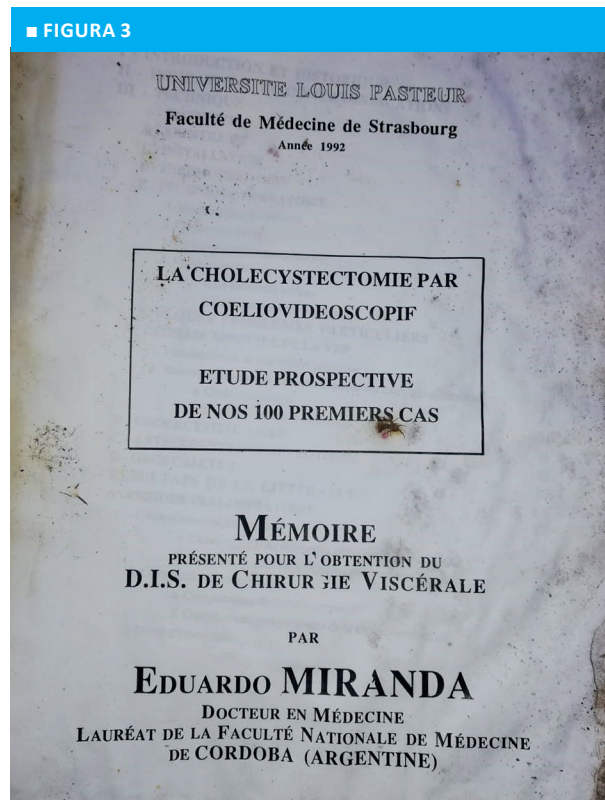 ■ FIGURA 3
UNIVERSITE LOUIS PASTEUR
Faculté de Médecine de Strasbourg
Année 1992
LA CHOLECYSTECTOMIE PAR
COELIOVIDEOSCOPIF
ETUDE PROSPECTIVE
DE NOS 100 PREMIERS CAS
MÉMOIRE
PRÉSENTÉ POUR L'OBTENTION DU
D.I.S. DE CHIRURGIE VISCÉRALE
PAR
EDUARDO MIRANDA
DOCTEUR EN MÉDECINE
LAURÉAT DE LA FACULTÉ NATIONALE DE MÉDECINE
DE CORDOBA (ARGENTINE)